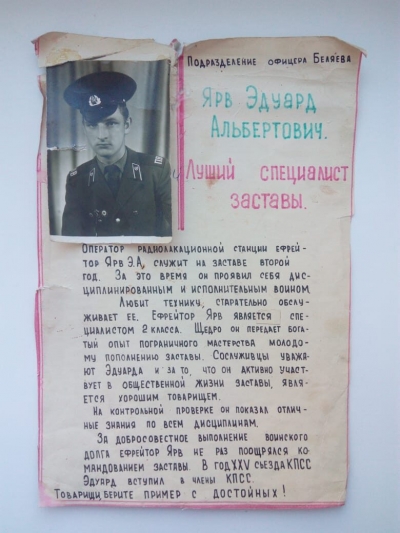 Подразделение офицера Беляева
Ярв Эдуард
Альбертович.
Луший специалист
заставы.
Оператор радиолакационной станции ефрей-
тор Ярв Э.А, служит на заставе второй
год. За это время он проявил себя дис-
циплинированным и исполнительным воином.
Любит технику, старательно обслу-
живает ее. Ефрейтор Ярв является спе-
циалистом 2 класса. Щедро он передает бога-
тый опыт пограничного мастерства молодо-
му пополнению заставы. Сослуживцы уважа-
ют Эдуарда и за то, что он активно участ-
вует в общественной жизни заставы, явля-
ется хорошим товарищем.
На контрольной проверке он показал отлич-
ные знания по всем дисциплинам.
За добросовестное выполнение воинского
долга ефрейтор Ярв не раз поощрялся ко-
мандованием заставы. В год XXV сьезда КПСС
Эдуард вступил в члены КПСС.
Товарищи берите пример с достойных!